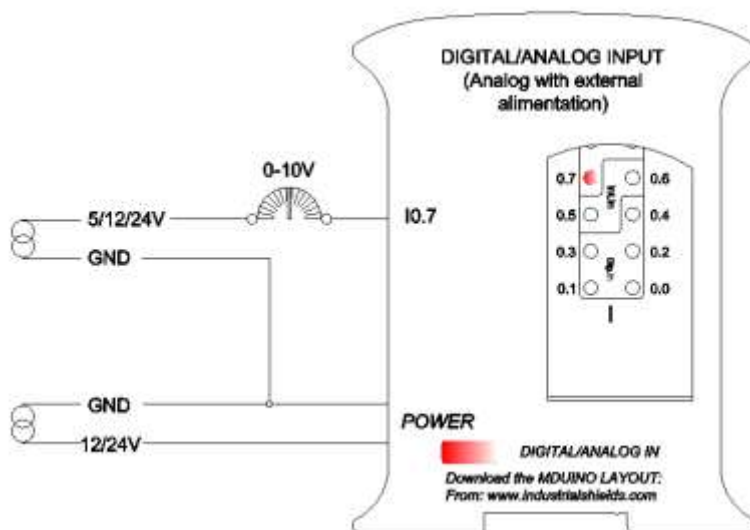 DIGITAL/ANALOG INPUT
(Analog with external
alimentation)
0-10V
5/12/24V
I0.7
GND
0.7 0.6
0.5 0.4
0.3 0.2
0.1 0.0
I
GND
12/24V
POWER
DIGITAL/ANALOG IN
Download the MDUINO LAYOUT:
From: www.industrialshields.com